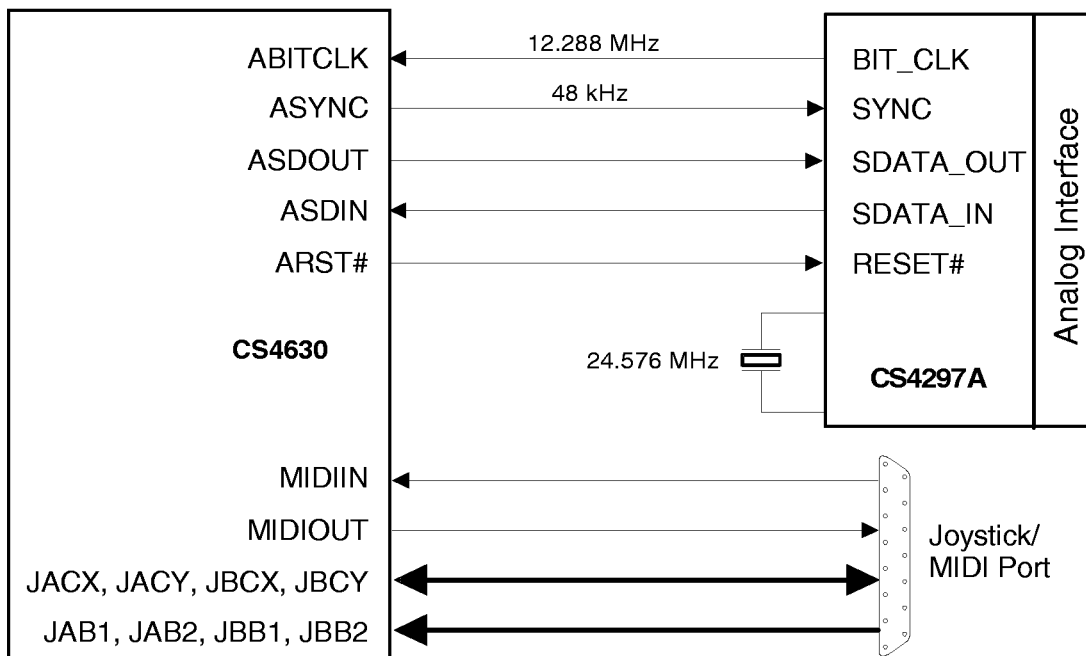 ABITCLK 12.288 MHz BIT_CLK
ASYNC 48 kHz SYNC
ASDOUT SDATA_OUT
ASDIN SDATA_IN
ARST# RESET#
Analog Interface
CS4630
24.576 MHz
CS4297A
MIDIIN
MIDIOUT
Joystick/
MIDI Port
JACX, JACY, JBCX, JBCY
JAB1, JAB2, JBB1, JBB2